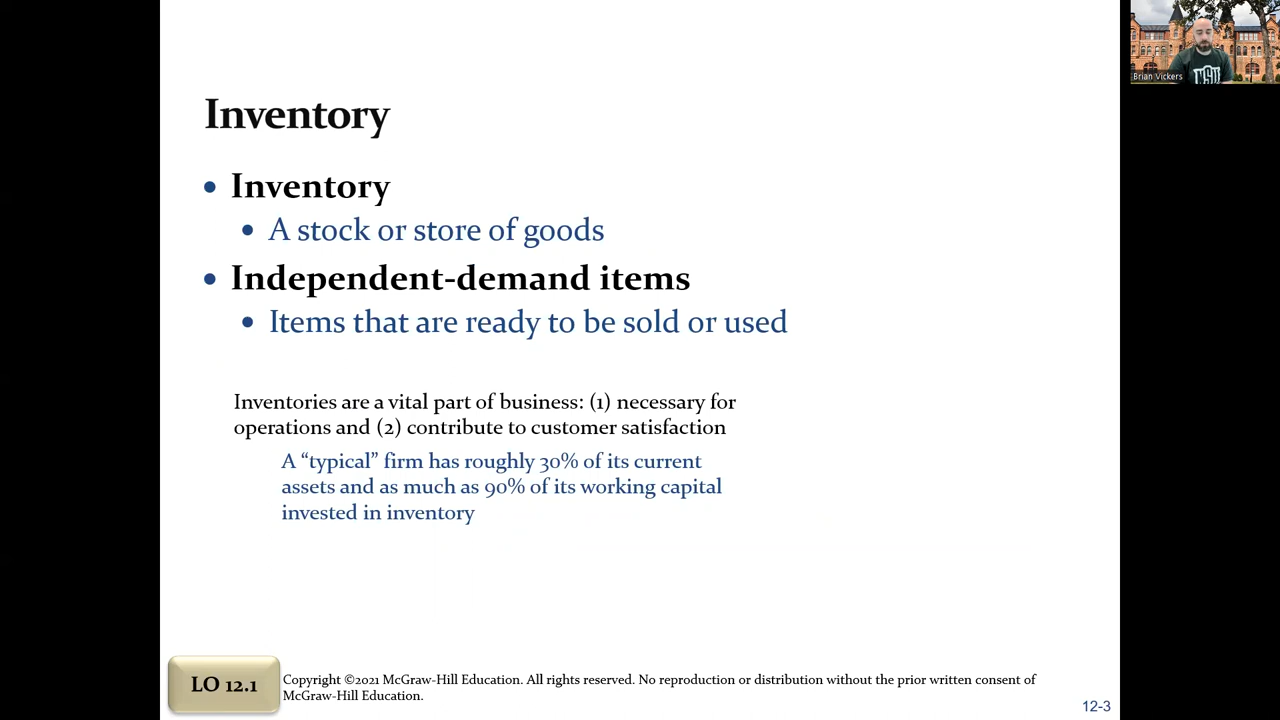 Inventory
• Inventory
• A stock or store of goods
• Independent-demand items
• Items that are ready to be sold or used
Inventories are a vital part of business: (1) necessary for
operations and (2) contribute to customer satisfaction
A “typical” firm has roughly 30% of its current
assets and as much as 90% of its working capital
invested in inventory
LO 12.1
Copyright ©2021 McGraw-Hill Education. All rights reserved. No reproduction or distribution without the prior written consent of
McGraw-Hill Education.
12-3
Brian Vickers